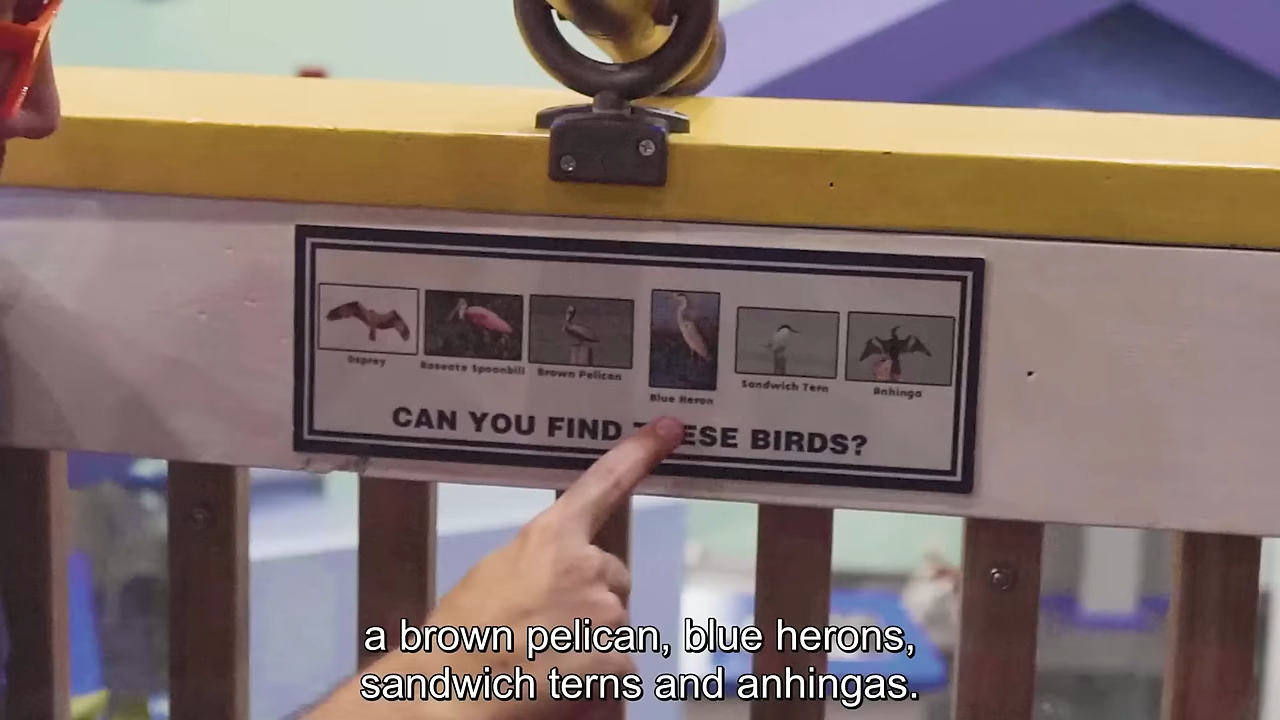 Osprey
Roseate Spoonbill
Brown Pelican
Blue Heron
Sandwich Tern
Anhinga
CAN YOU FIND THESE BIRDS?
a brown pelican, blue herons,
sandwich terns and anhingas.